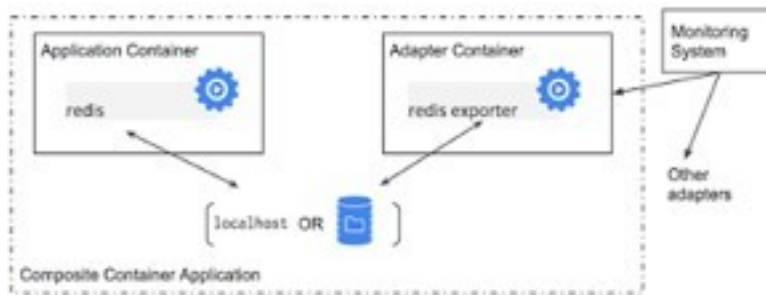 Application Container
redis
Adapter Container
redis exporter
Monitoring
System
Other
adapters
[localhost OR ]
Composite Container Application